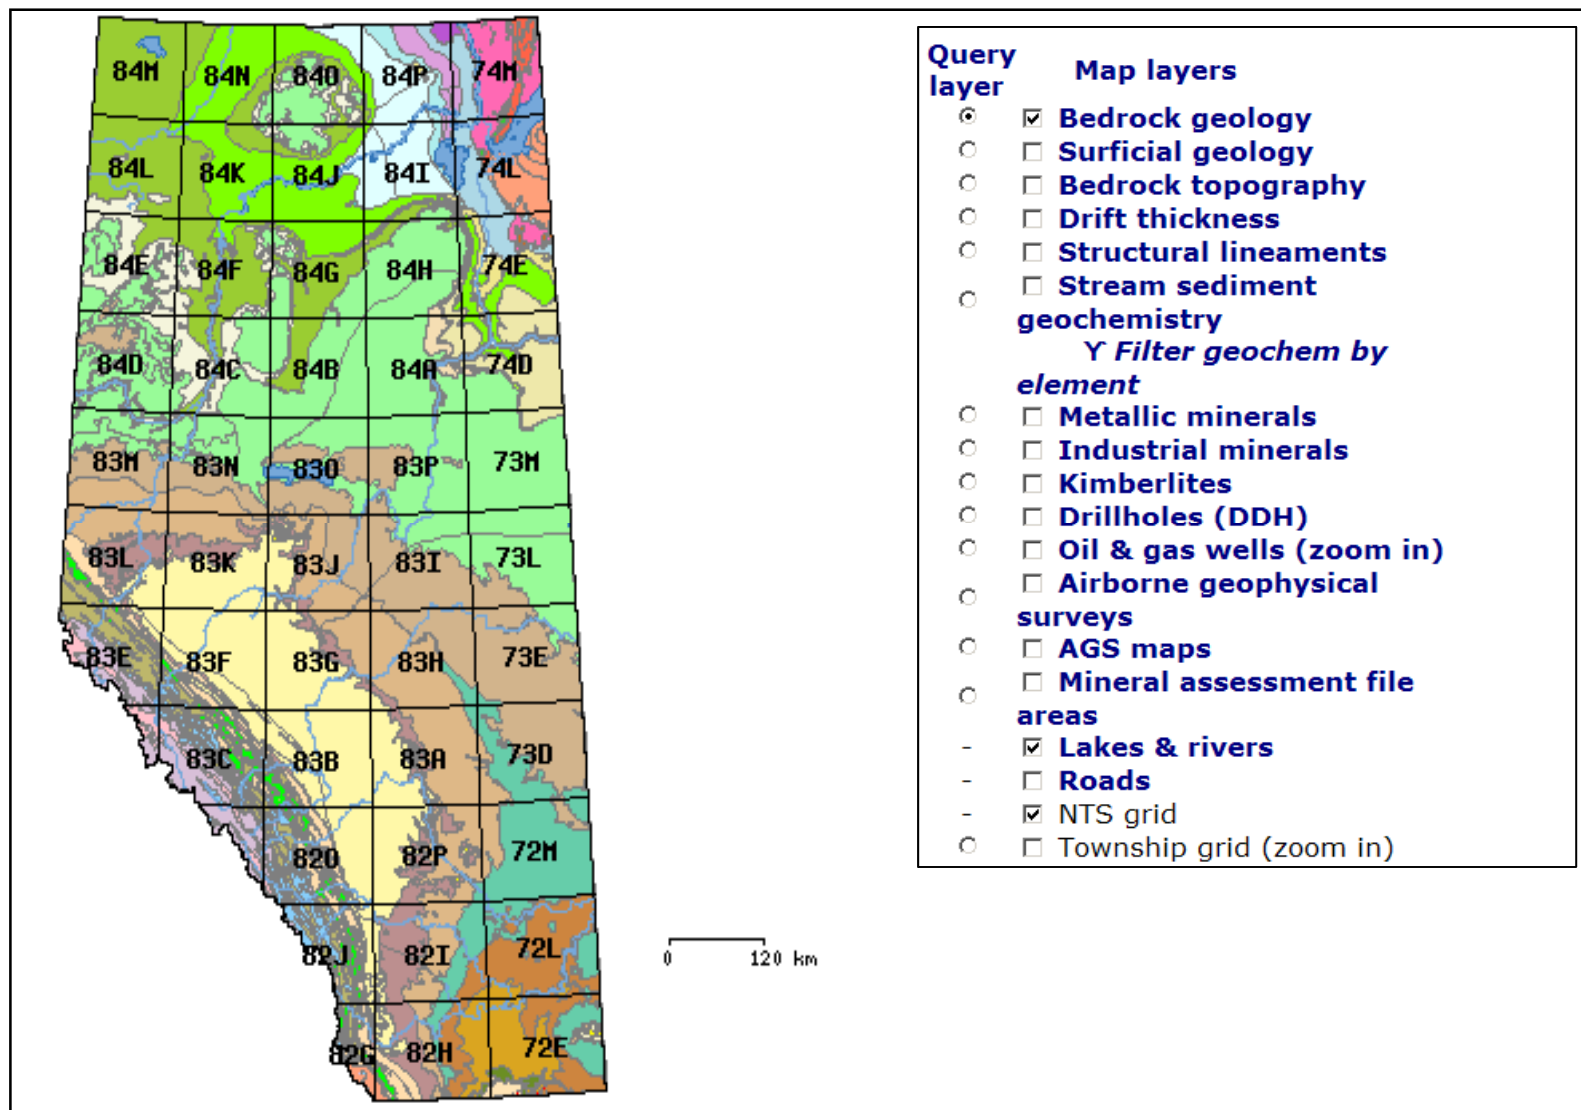 84M 84N 84O 84P 74M
84L 84K 84J 84I 74L
84E 84F 84G 84H 74E
84D 84C 84B 84A 74D
83M 83N 83O 83P 73M
83L 83K 83J 83I 73L
83E 83F 83G 83H 73E
83C 83B 83A 73D
82O 82P 72M
82J 82I 72L
82G 82H 72E
0 120 km
Query
layer
Map layers
Bedrock geology
Surficial geology
Bedrock topography
Drift thickness
Structural lineaments
Stream sediment
geochemistry
ϒ Filter geochem by
element
Metallic minerals
Industrial minerals
Kimberlites
Drillholes (DDH)
Oil & gas wells (zoom in)
Airborne geophysical
surveys
AGS maps
Mineral assessment file
areas
- Lakes & rivers
- Roads
- NTS grid
Township grid (zoom in)